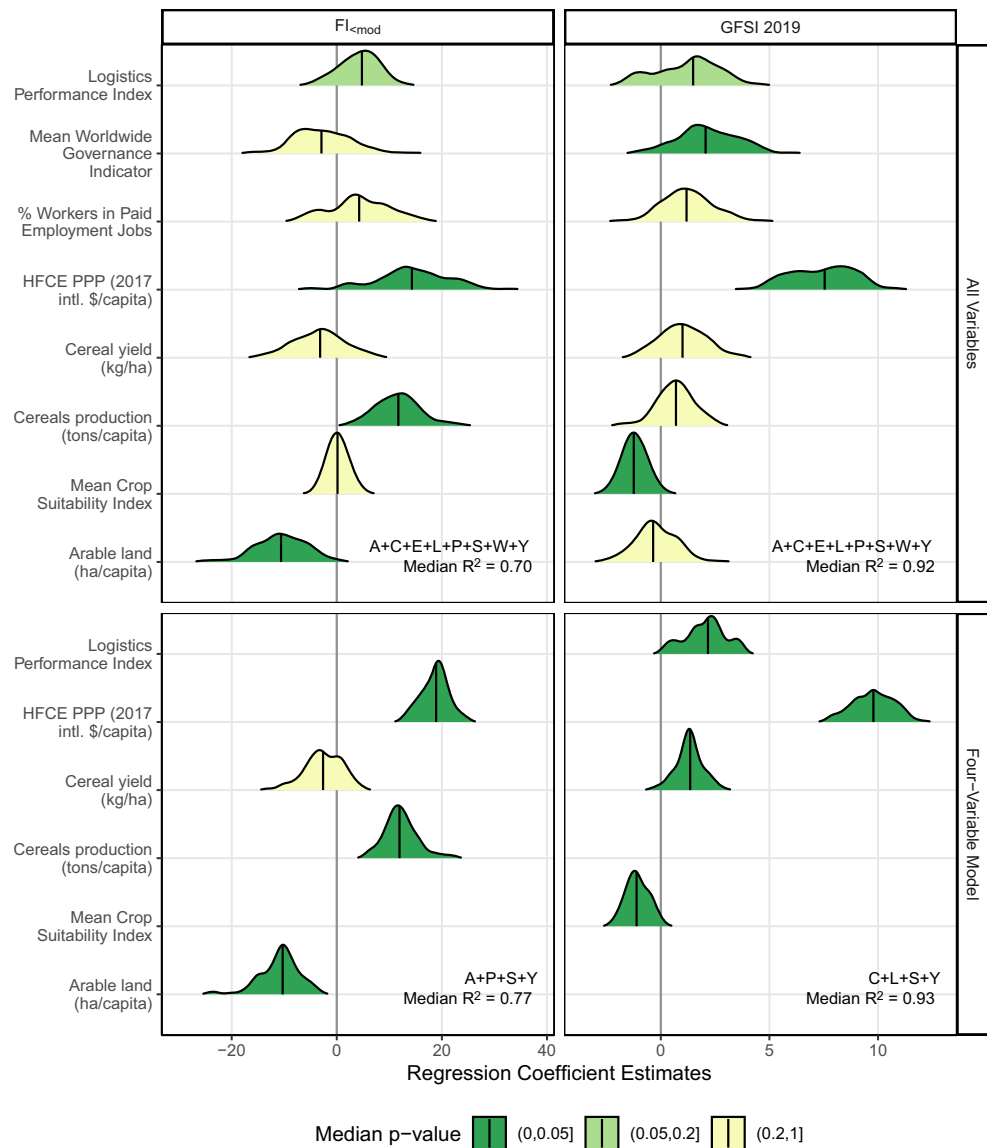 FI<mod
GFSI 2019
Logistics
Performance Index
Mean Worldwide
Governance
Indicator
% Workers in Paid
Employment Jobs
HFCE PPP (2017
intl. $/capita)
Cereal yield
(kg/ha)
Cereals production
(tons/capita)
Mean Crop
Suitability Index
Arable land
(ha/capita)
A+C+E+L+P+S+W+Y
Median R² = 0.70
A+C+E+L+P+S+W+Y
Median R² = 0.92
All Variables
Logistics
Performance Index
HFCE PPP (2017
intl. $/capita)
Cereal yield
(kg/ha)
Cereals production
(tons/capita)
Mean Crop
Suitability Index
Arable land
(ha/capita)
A+P+S+Y
Median R² = 0.77
C+L+S+Y
Median R² = 0.93
Four−Variable Model
−20 0 20 40
0 5 10
Regression Coefficient Estimates
Median p−value (0,0.05] (0.05,0.2] (0.2,1]